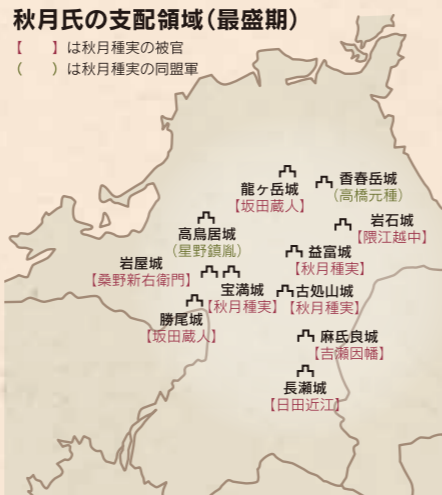 秋月氏の支配領域（最盛期）
【　　】は秋月種実の被官
（　　）は秋月種実の同盟軍
龍ヶ岳城
【坂田蔵人】
香春岳城
（高橋元種）
岩石城
【隈江越中】
高鳥居城
（星野鎮胤）
益富城
【秋月種実】
岩屋城
【桑野新右衛門】
宝満城
【秋月種実】
古処山城
【秋月種実】
勝尾城
【坂田蔵人】
麻氐良城
【吉瀬因幡】
長瀬城
【日田近江】